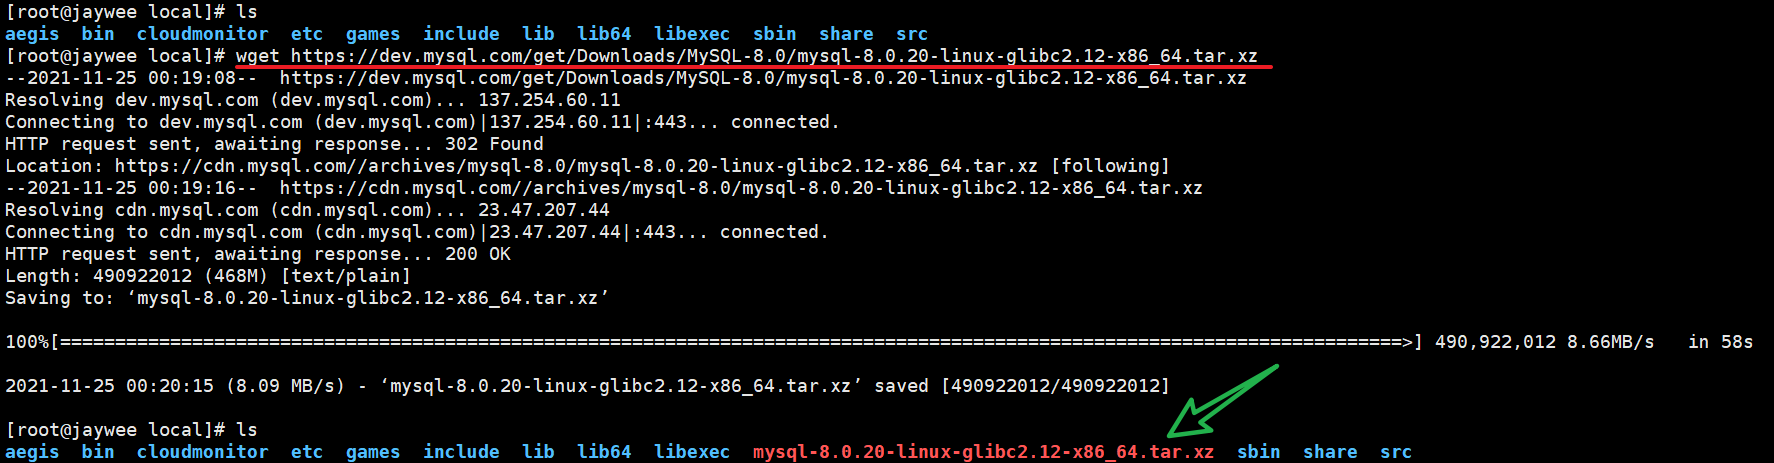 [root@jaywee local]# ls
aegis  bin  cloudmonitor  etc  games  include  lib  lib64  libexec  sbin  share  src
[root@jaywee local]# wget https://dev.mysql.com/get/Downloads/MySQL-8.0/mysql-8.0.20-linux-glibc2.12-x86_64.tar.xz
--2021-11-25 00:19:08--  https://dev.mysql.com/get/Downloads/MySQL-8.0/mysql-8.0.20-linux-glibc2.12-x86_64.tar.xz
Resolving dev.mysql.com (dev.mysql.com)... 137.254.60.11
Connecting to dev.mysql.com (dev.mysql.com)|137.254.60.11|:443... connected.
HTTP request sent, awaiting response... 302 Found
Location: https://cdn.mysql.com//archives/mysql-8.0/mysql-8.0.20-linux-glibc2.12-x86_64.tar.xz [following]
--2021-11-25 00:19:16--  https://cdn.mysql.com//archives/mysql-8.0/mysql-8.0.20-linux-glibc2.12-x86_64.tar.xz
Resolving cdn.mysql.com (cdn.mysql.com)... 23.47.207.44
Connecting to cdn.mysql.com (cdn.mysql.com)|23.47.207.44|:443... connected.
HTTP request sent, awaiting response... 200 OK
Length: 490922012 (468M) [text/plain]
Saving to: ‘mysql-8.0.20-linux-glibc2.12-x86_64.tar.xz’
100%[==========================================================================================================================>] 490,922,012 8.66MB/s   in 58s
2021-11-25 00:20:15 (8.09 MB/s) - ‘mysql-8.0.20-linux-glibc2.12-x86_64.tar.xz’ saved [490922012/490922012]
[root@jaywee local]# ls
aegis  bin  cloudmonitor  etc  games  include  lib  lib64  libexec  mysql-8.0.20-linux-glibc2.12-x86_64.tar.xz  sbin  share  src